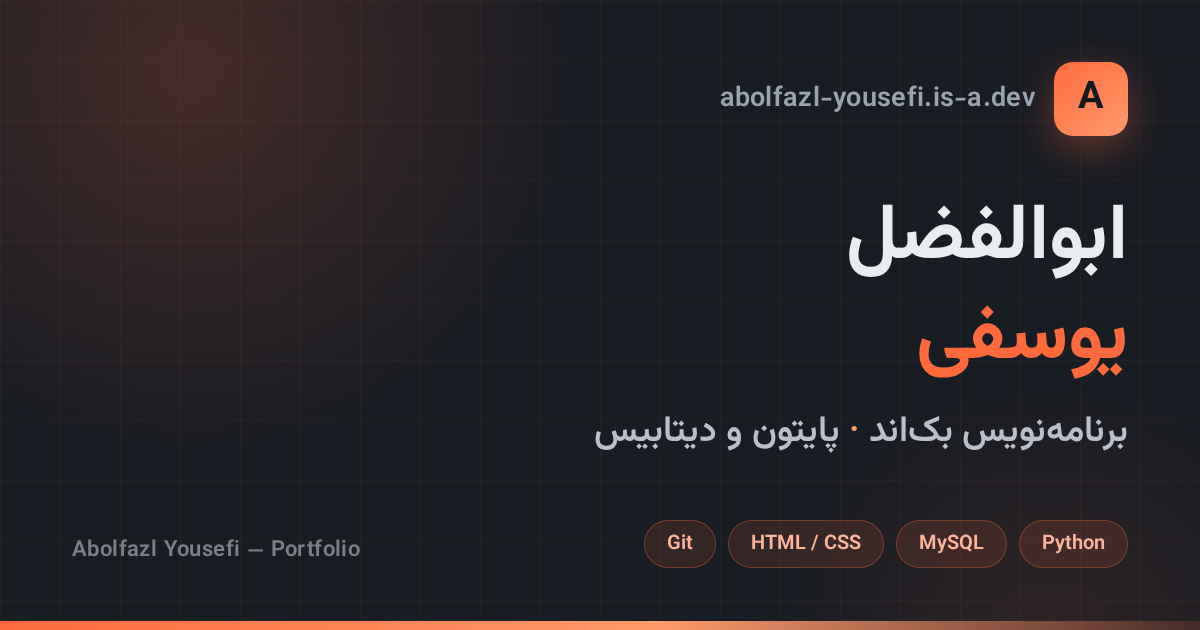 A
abolfazl-yousefi.is-a.dev
ابوالفضل
یوسفی
برنامه‌نویس بک‌اند · پایتون و دیتابیس
Python
MySQL
HTML / CSS
Git
Abolfazl Yousefi — Portfolio